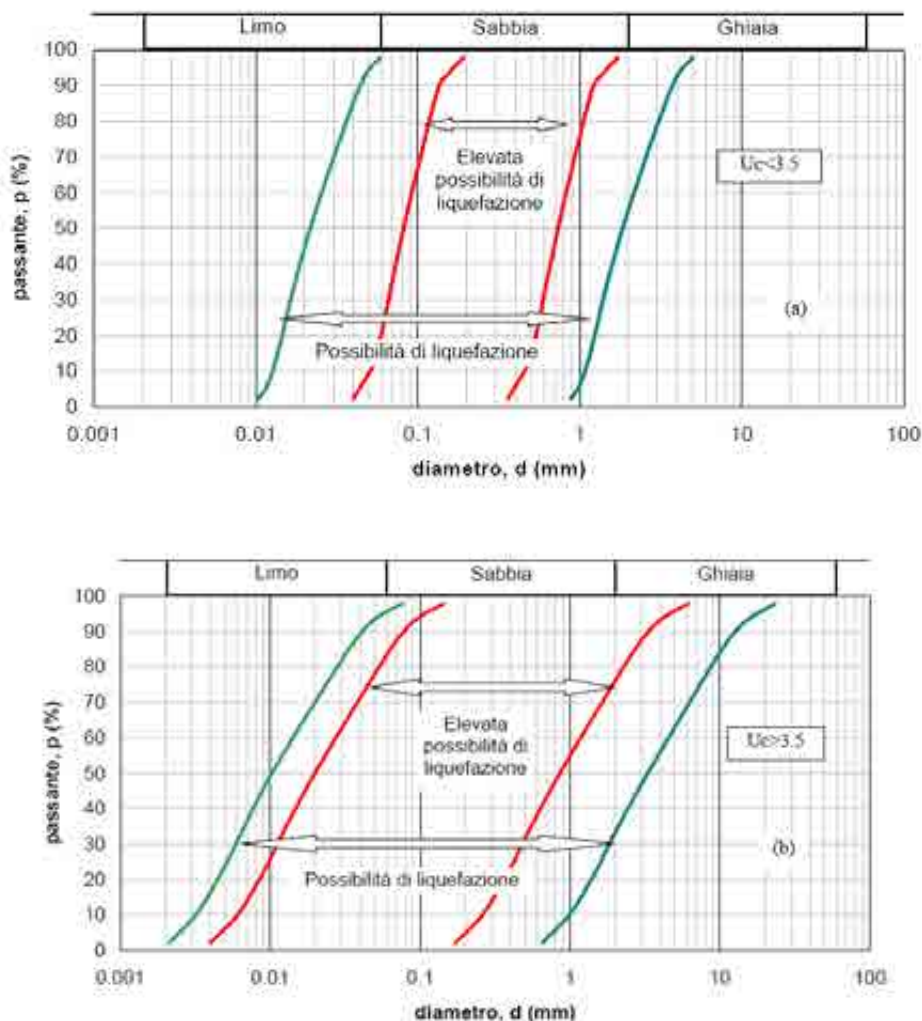 Limo Sabbia Ghiaia
100
90
80
70
60
50
40
30
20
10
0
passante, p (%)
Elevata
possibilità di
liquefazione
Uc<3.5
(a)
Possibilità di liquefazione
0.001 0.01 0.1 1 10 100
diametro, d (mm)
Limo Sabbia Ghiaia
100
90
80
70
60
50
40
30
20
10
0
passante, p (%)
Elevata
possibilità di
liquefazione
Uc>3.5
(b)
Possibilità di liquefazione
0.001 0.01 0.1 1 10 100
diametro, d (mm)